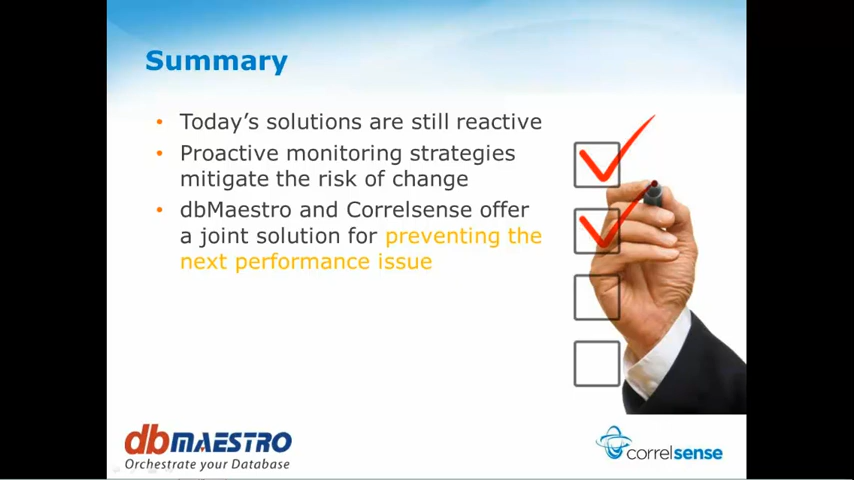 Summary
• Today's solutions are still reactive
• Proactive monitoring strategies
mitigate the risk of change
• dbMaestro and Correlsense offer
a joint solution for preventing the
next performance issue
dbMAESTRO
Orchestrate your Database
correlsense